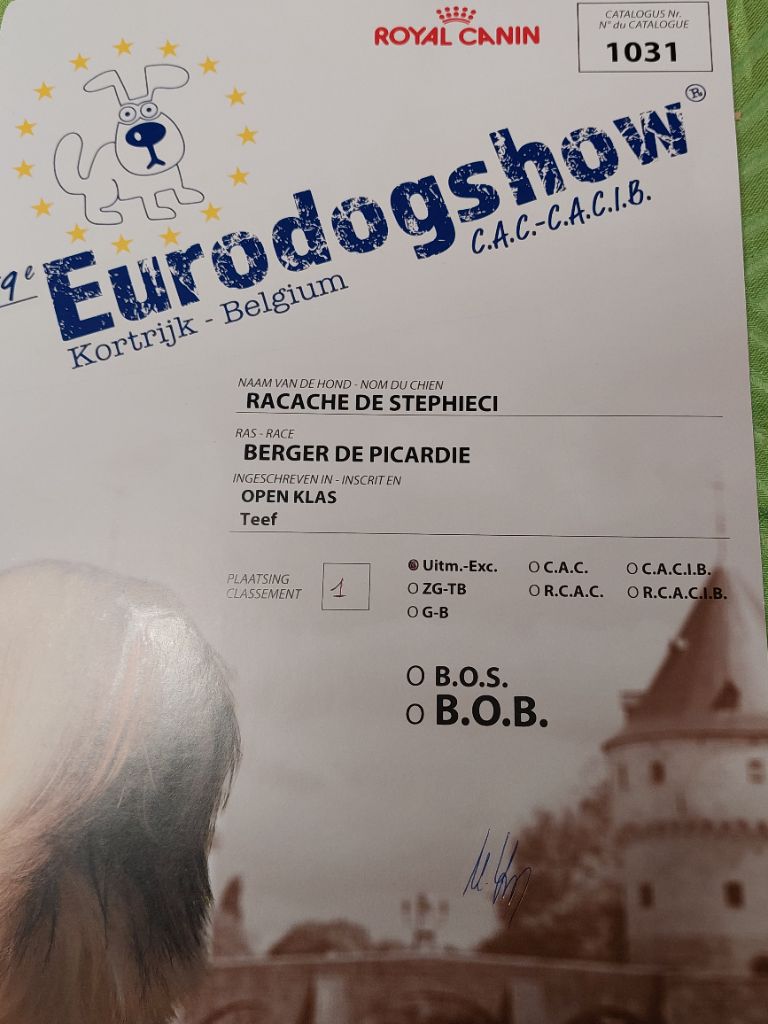 ROYAL CANIN
CATALOGUS Nr.
N° du CATALOGUE
1031
9e Eurodogshow®
C.A.C.-C.A.C.I.B.
Kortrijk - Belgium
NAAM VAN DE HOND - NOM DU CHIEN
RACACHE DE STEPHIECI
RAS - RACE
BERGER DE PICARDIE
INGESCHREVEN IN - INSCRIT EN
OPEN KLAS
Teef
PLAATSING
CLASSEMENT
1
Uitm.-Exc. O C.A.C. O C.A.C.I.B.
O ZG-TB O R.C.A.C. O R.C.A.C.I.B.
O G-B
O B.O.S.
O B.O.B.